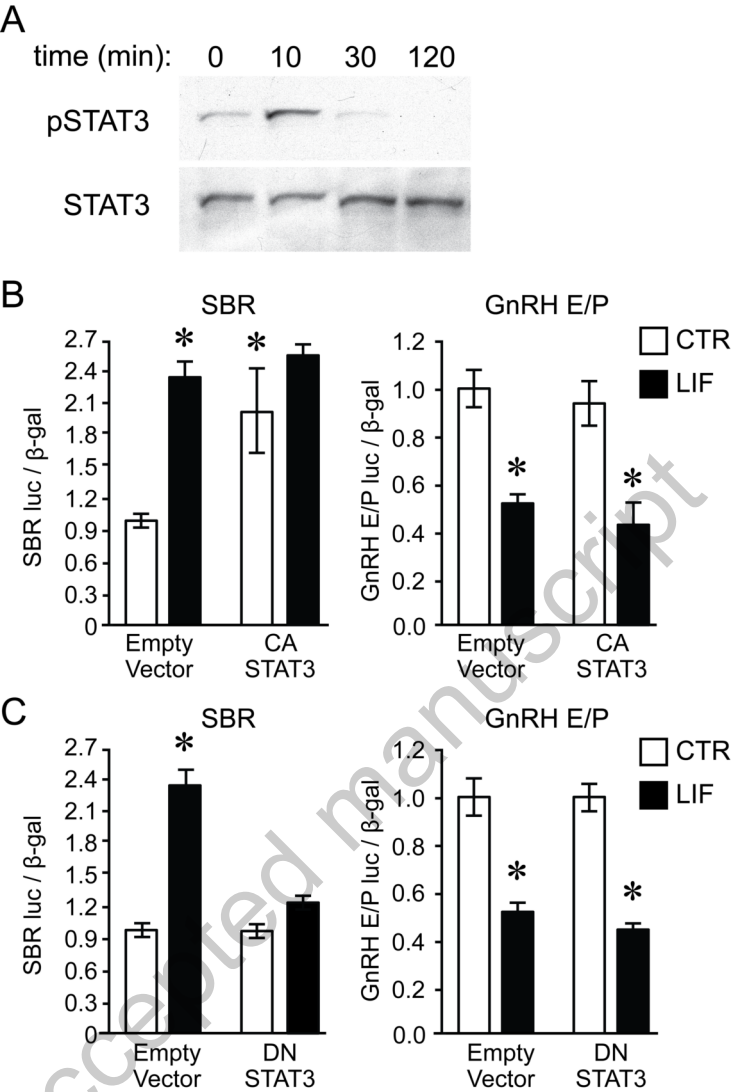 A
time (min): 0 10 30 120
pSTAT3
STAT3
B
SBR
GnRH E/P
SBR luc / β-gal
2.7
2.4
2.1
1.8
1.5
1.2
0.9
0.6
0.3
0
*
*
Empty
Vector
CA
STAT3
GnRH E/P luc / β-gal
1.2
1.0
0.8
0.6
0.4
0.2
0.0
*
*
Empty
Vector
CA
STAT3
CTR
LIF
C
SBR
GnRH E/P
SBR luc / β-gal
2.7
2.4
2.1
1.8
1.5
1.2
0.9
0.6
0.3
0
*
Empty
Vector
DN
STAT3
GnRH E/P luc / β-gal
1.2
1.0
0.8
0.6
0.4
0.2
0.0
*
*
Empty
Vector
DN
STAT3
CTR
LIF
ccepted manuscript